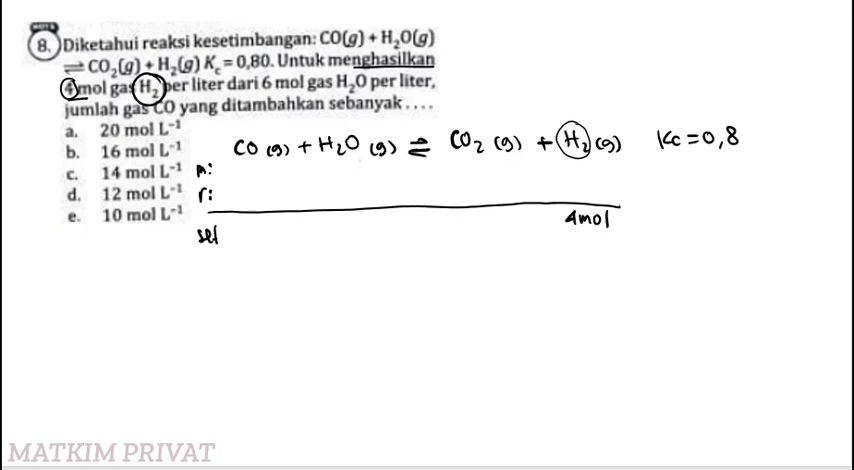 8. Diketahui reaksi kesetimbangan: CO(g) + H₂O(g)
⇌ CO₂(g) + H₂(g) K꜀ = 0,80. Untuk menghasilkan
4 mol gas H₂ per liter dari 6 mol gas H₂O per liter,
jumlah gas CO yang ditambahkan sebanyak ....
a. 20 mol L⁻¹
b. 16 mol L⁻¹
c. 14 mol L⁻¹
d. 12 mol L⁻¹
e. 10 mol L⁻¹
CO (g) + H₂O (g) ⇌ CO₂ (g) + H₂ (g) Kc = 0,8
m:
r:
4mol
sel
MATKIM PRIVAT